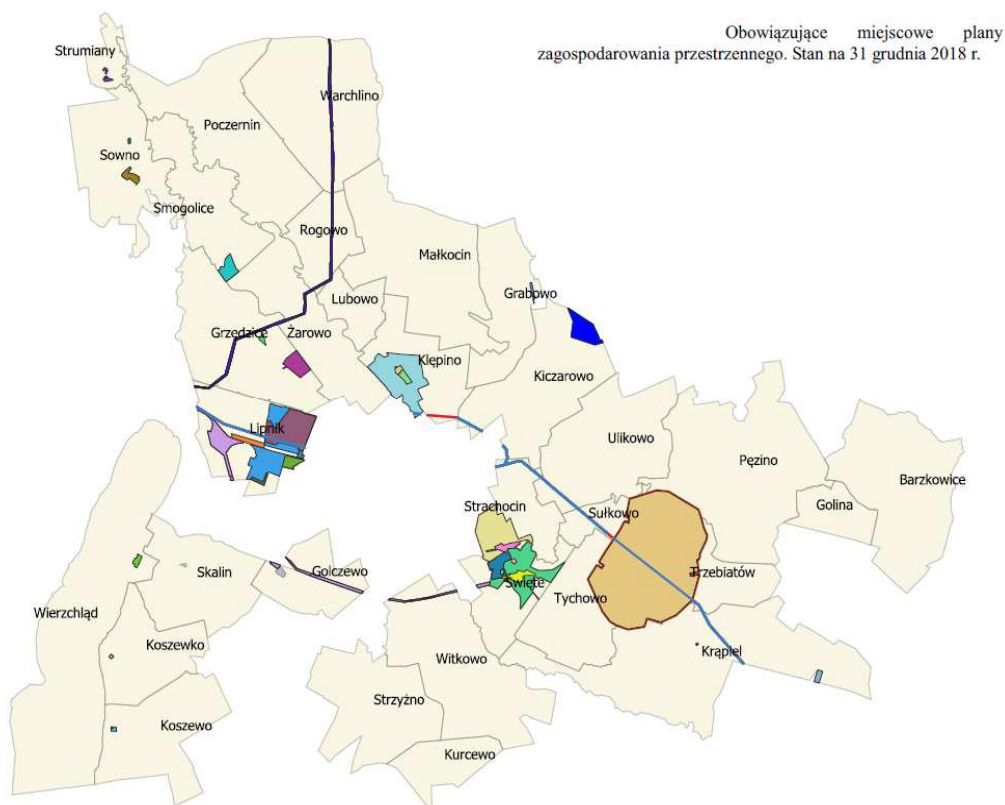 Obowiązujące miejscowe plany
zagospodarowania przestrzennego. Stan na 31 grudnia 2018 r.
Strumiany
Warchlino
Poczernin
Sowno
Smogolice
Rogowo
Małkocin
Grabowo
Lubowo
Grzędzice
Żarowo
Klępino
Kiczarowo
Lipnik
Ulikowo
Pęzino
Barzkowice
Golina
Strachocin
Sułkowo
Skalin
Golczewo
Święte
Trzebiatów
Tychowo
Wierzchląd
Koszewko
Witkowo
Krąpiel
Strzyżno
Koszewo
Kurcewo